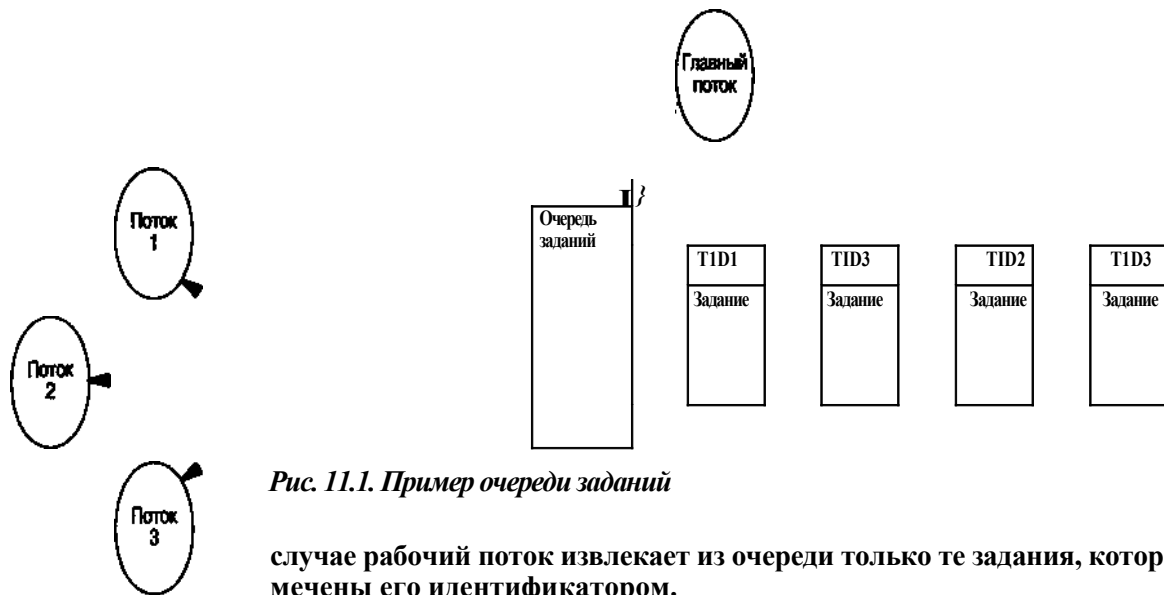 Главный
поток
Поток
1
I}
Очередь
заданий
T1D1
TID3
TID2
T1D3
Задание
Задание
Задание
Задание
Поток
2
Рис. 11.1. Пример очереди заданий
Поток
3
случае рабочий поток извлекает из очереди только те задания, котор
мечены его идентификатором.